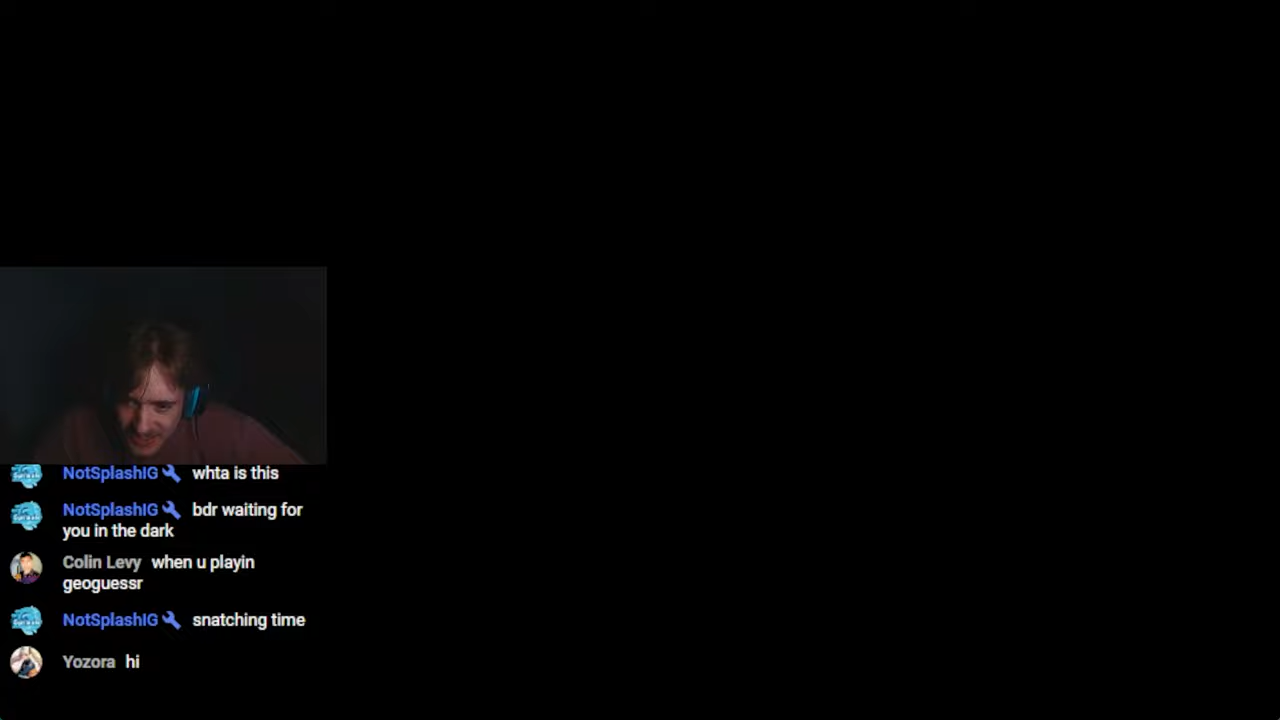 NotSplashIG whta is this
NotSplashIG bdr waiting for
you in the dark
Colin Levy when u playin
geoguessr
NotSplashIG snatching time
Yozora hi